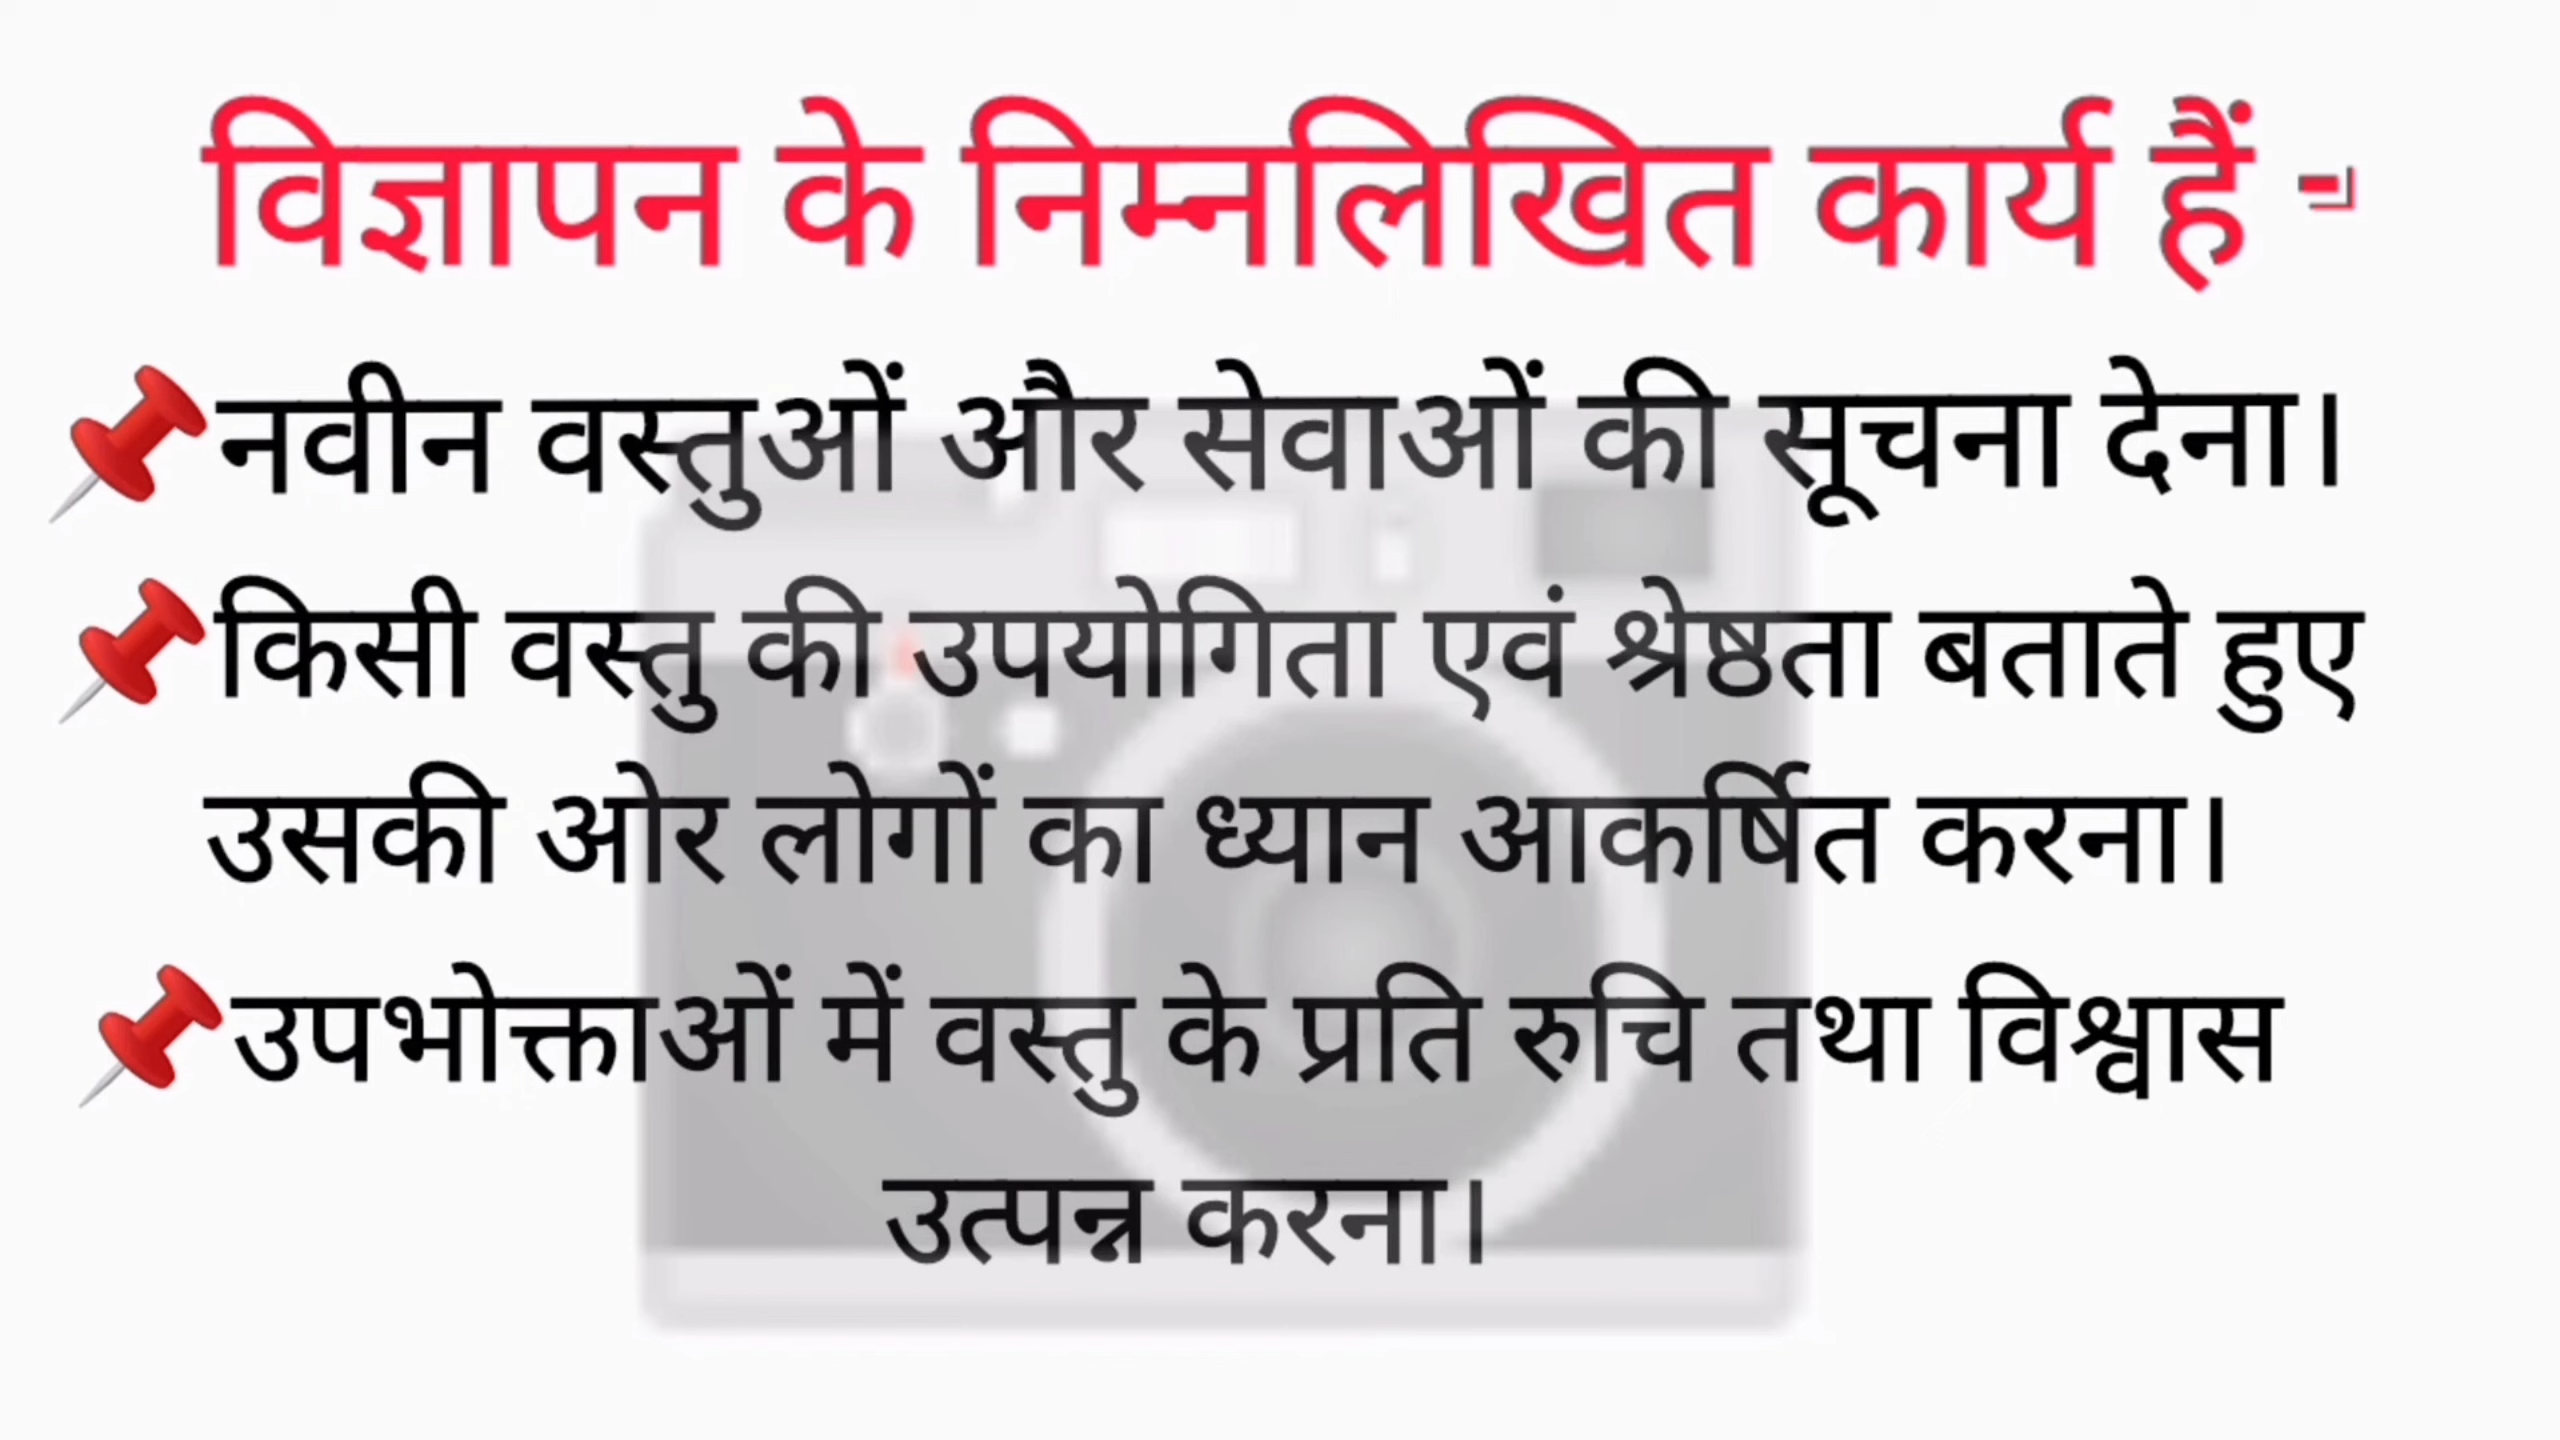 विज्ञापन के निम्नलिखित कार्य हैं -
📌नवीन वस्तुओं और सेवाओं की सूचना देना।
📌किसी वस्तु की उपयोगिता एवं श्रेष्ठता बताते हुए
उसकी ओर लोगों का ध्यान आकर्षित करना।
📌उपभोक्ताओं में वस्तु के प्रति रुचि तथा विश्वास
उत्पन्न करना।